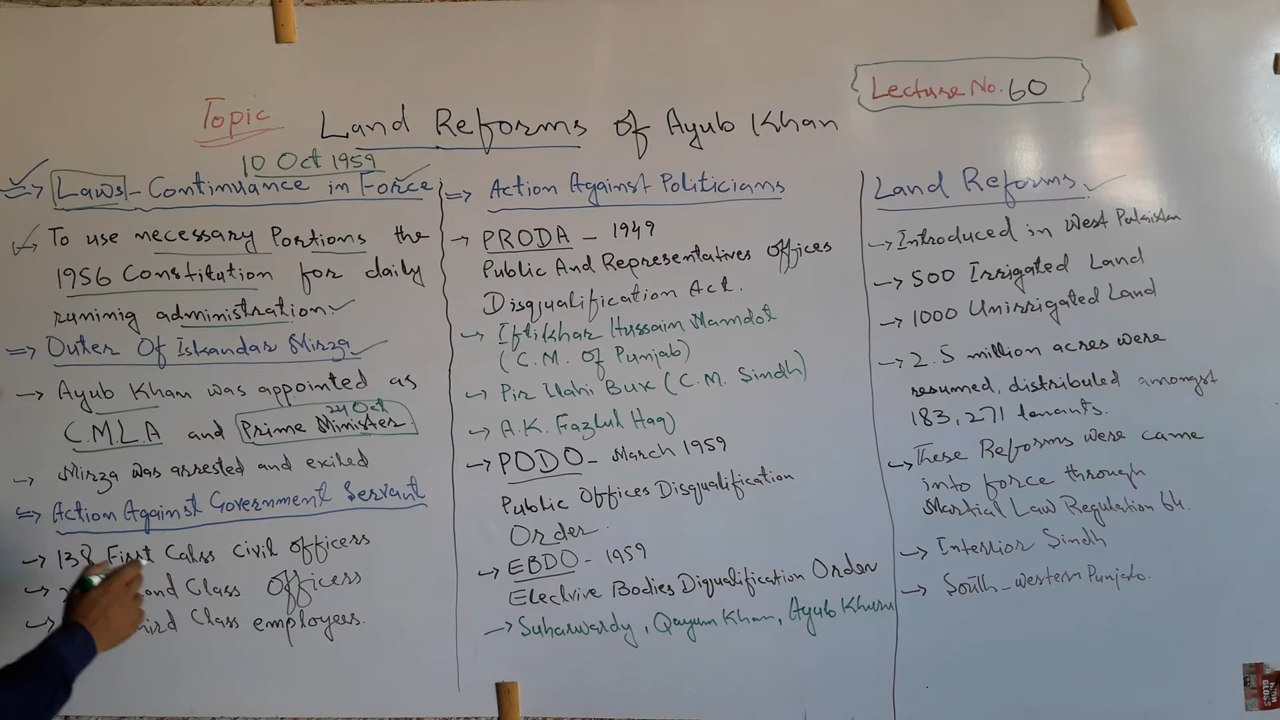 Lecture No. 60
Topic
Land Reforms of Ayub Khan
10 Oct 1959
=> Laws - Continuance in Force
To use necessary Portions the
1956 Constitution for daily
runinig administration.
=> Outer Of Iskandar Mirza
-> Ayub Khan was appointed as
24 Oct
C.M.L.A and Prime Minister.
-> Mirza was arrested and exiled
=> Action Against Government Servant
-> 138 First Calss Civil officers
-> ond Class officers
-> ird Class employees.
=> Action Against Politicians
-> PRODA - 1949
Public And Representatives offices
Disqualification Act.
-> Iftikhar Hussain Mamdot
(C.M. Of Punjab)
-> Pir Ilahi Bux (C.M. Sindh)
-> A.K. Fazlul Haq
-> PODO - March 1959
Public Offices Disqualification
Order.
-> EBDO - 1959
Elective Bodies Diqualification Order
-> Suharwardy, Qayum Khan, Ayub Khuru
Land Reforms
-> Introduced in West Pakistan
-> 500 Irrigated Land
-> 1000 Unirrigated Land
-> 2.5 million acres were
resumed, distributed amongst
183,271 tenants.
-> These Reforms were came
into force through
Martial Law Regulation 64.
-> Interior Sindh
-> South-western Punjab.